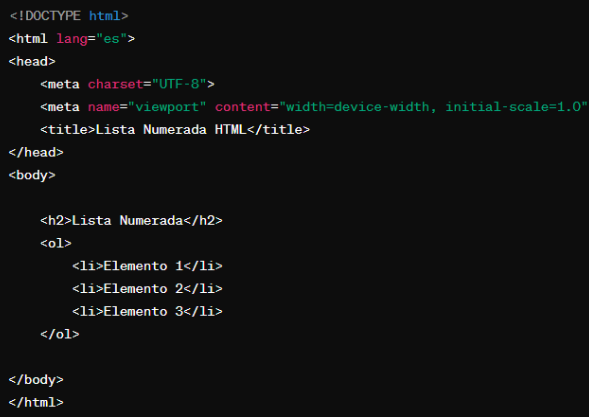 <!DOCTYPE html>
<html lang="es">
<head>
    <meta charset="UTF-8">
    <meta name="viewport" content="width=device-width, initial-scale=1.0"
    <title>Lista Numerada HTML</title>
</head>
<body>

    <h2>Lista Numerada</h2>
    <ol>
        <li>Elemento 1</li>
        <li>Elemento 2</li>
        <li>Elemento 3</li>
    </ol>

</body>
</html>